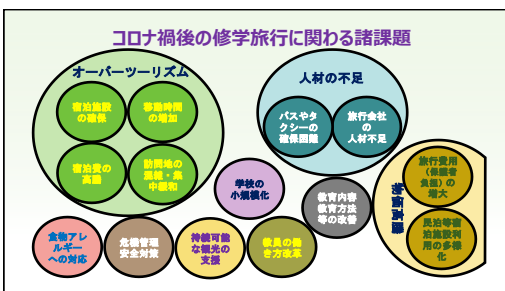 コロナ禍後の修学旅行に関わる諸課題
オーバーツーリズム
宿泊施設
の確保
移動時間
の増加
宿泊費の
高騰
訪問地の
混雑・集
中緩和
人材の不足
バスやタ
クシーの
確保困難
旅行会社
の
人材不足
学校の
小規模化
教育内容
教育方法
等の改善
旅行費用
(保護者
負担)の
増大
民泊等宿
泊施設利
用の多様
化
食物アレ
ルギー
への対応
危機管理
安全対策
持続可能
な観光の
支援
教員の働
き方改革